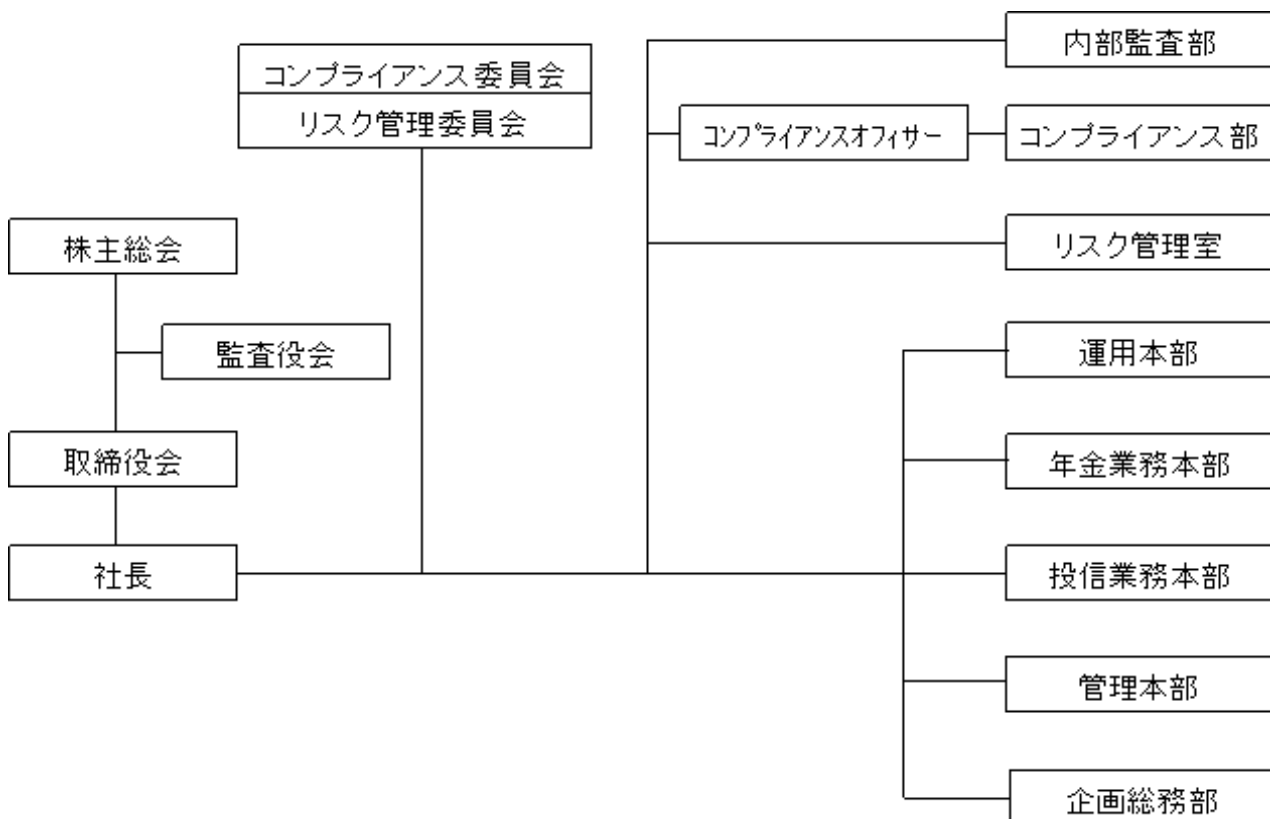 内部監査部
コンプライアンス委員会
リスク管理委員会
コンプライアンスオフィサー
コンプライアンス部
株主総会
リスク管理室
監査役会
運用本部
取締役会
年金業務本部
社長
投信業務本部
管理本部
企画総務部